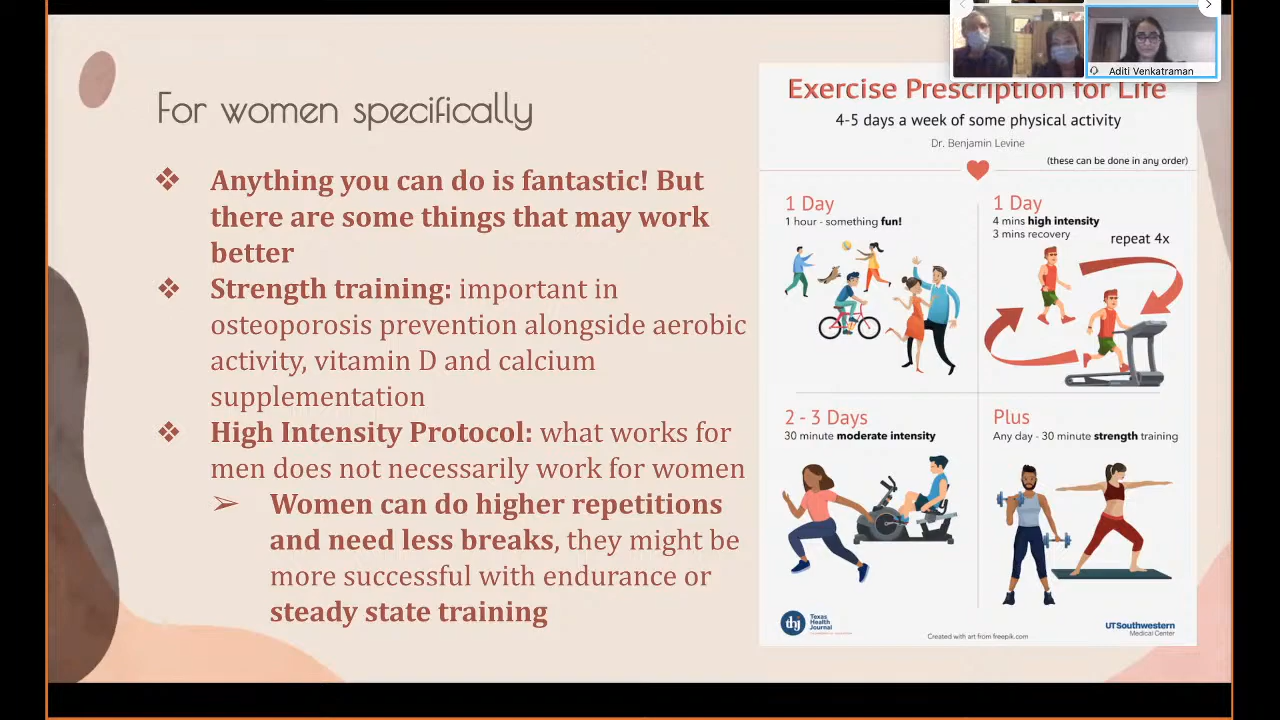 Aditi Venkatraman
For women specifically
❖ Anything you can do is fantastic! But
there are some things that may work
better
❖ Strength training: important in
osteoporosis prevention alongside aerobic
activity, vitamin D and calcium
supplementation
❖ High Intensity Protocol: what works for
men does not necessarily work for women
➢ Women can do higher repetitions
and need less breaks, they might be
more successful with endurance or
steady state training
Exercise Prescription for Life
4-5 days a week of some physical activity
Dr. Benjamin Levine
(these can be done in any order)
1 Day
1 hour - something fun!
1 Day
4 mins high intensity
3 mins recovery
repeat 4x
2 - 3 Days
30 minute moderate intensity
Plus
Any day - 30 minute strength training
thj
Texas
Health
Journal
Created with art from freepik.com
UTSouthwestern
Medical Center